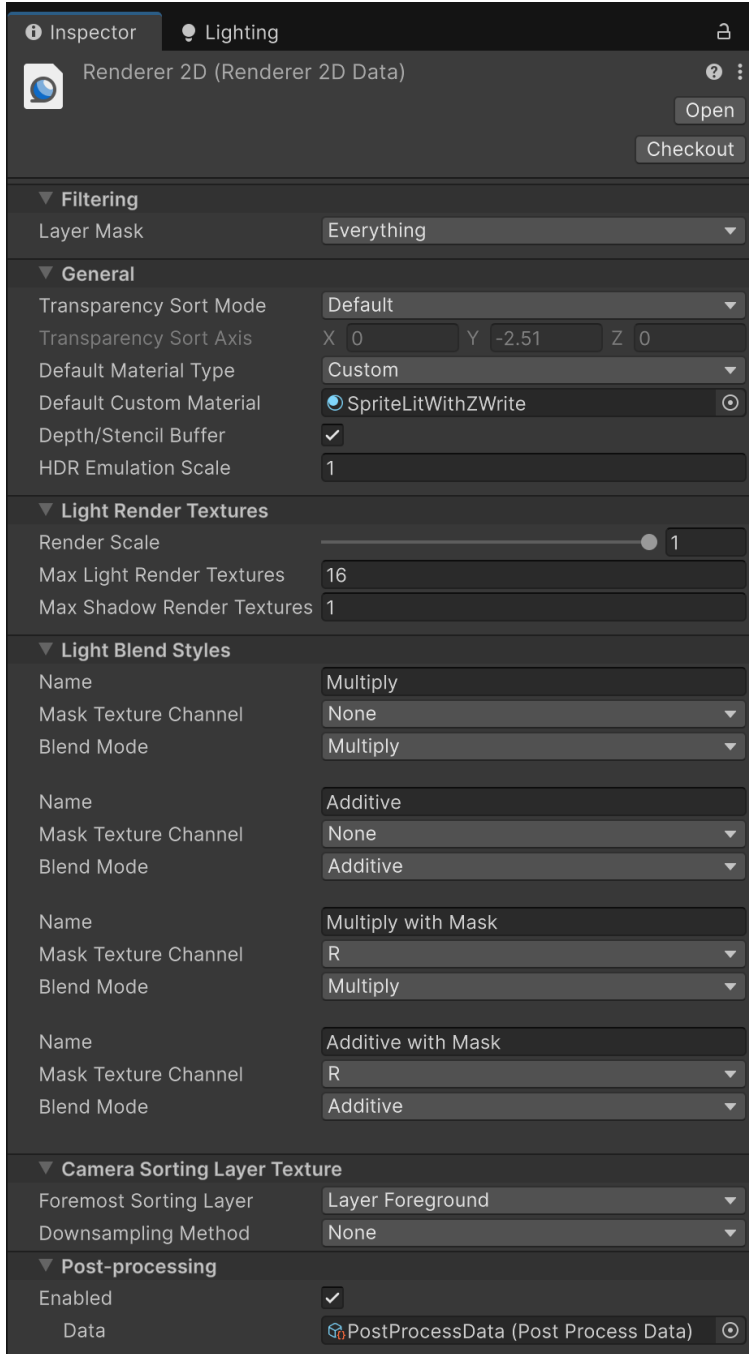 Inspector Lighting
Renderer 2D (Renderer 2D Data)
Open
Checkout
Filtering
Layer Mask Everything
General
Transparency Sort Mode Default
Transparency Sort Axis X 0 Y -2.51 Z 0
Default Material Type Custom
Default Custom Material SpriteLitWithZWrite
Depth/Stencil Buffer
HDR Emulation Scale 1
Light Render Textures
Render Scale 1
Max Light Render Textures 16
Max Shadow Render Textures 1
Light Blend Styles
Name Multiply
Mask Texture Channel None
Blend Mode Multiply
Name Additive
Mask Texture Channel None
Blend Mode Additive
Name Multiply with Mask
Mask Texture Channel R
Blend Mode Multiply
Name Additive with Mask
Mask Texture Channel R
Blend Mode Additive
Camera Sorting Layer Texture
Foremost Sorting Layer Layer Foreground
Downsampling Method None
Post-processing
Enabled
Data PostProcessData (Post Process Data)